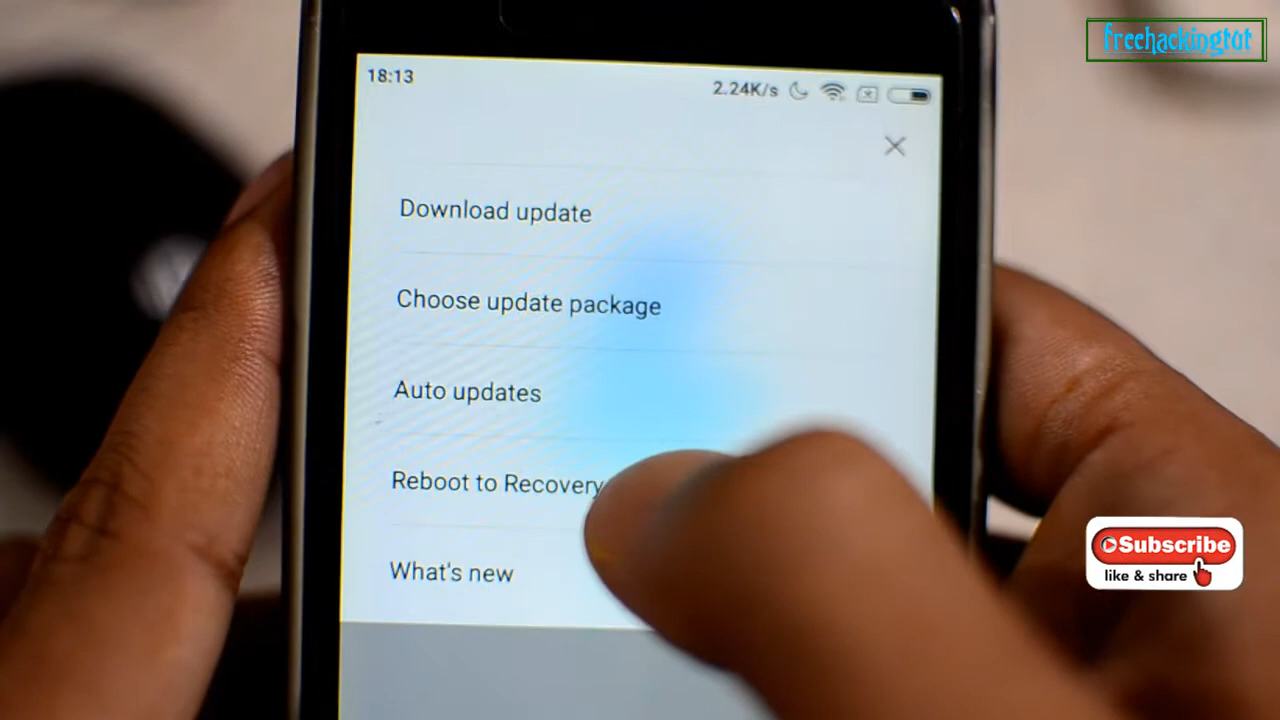 freehackingtut
18:13
2.24K/s
Download update
Choose update package
Auto updates
Reboot to Recovery
What's new
Subscribe
like & share